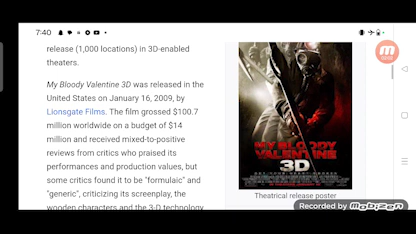 7:40
release (1,000 locations) in 3D-enabled
theaters.
My Bloody Valentine 3D was released in the
United States on January 16, 2009, by
Lionsgate Films. The film grossed $100.7
million worldwide on a budget of $14
million and received mixed-to-positive
reviews from critics who praised its
performances and production values, but
some critics found it to be "formulaic" and
"generic", criticizing its screenplay, the
wooden characters and the 3-D technology
MY BLOODY
VALENTINE
3D
Theatrical release poster
Recorded by mobizen